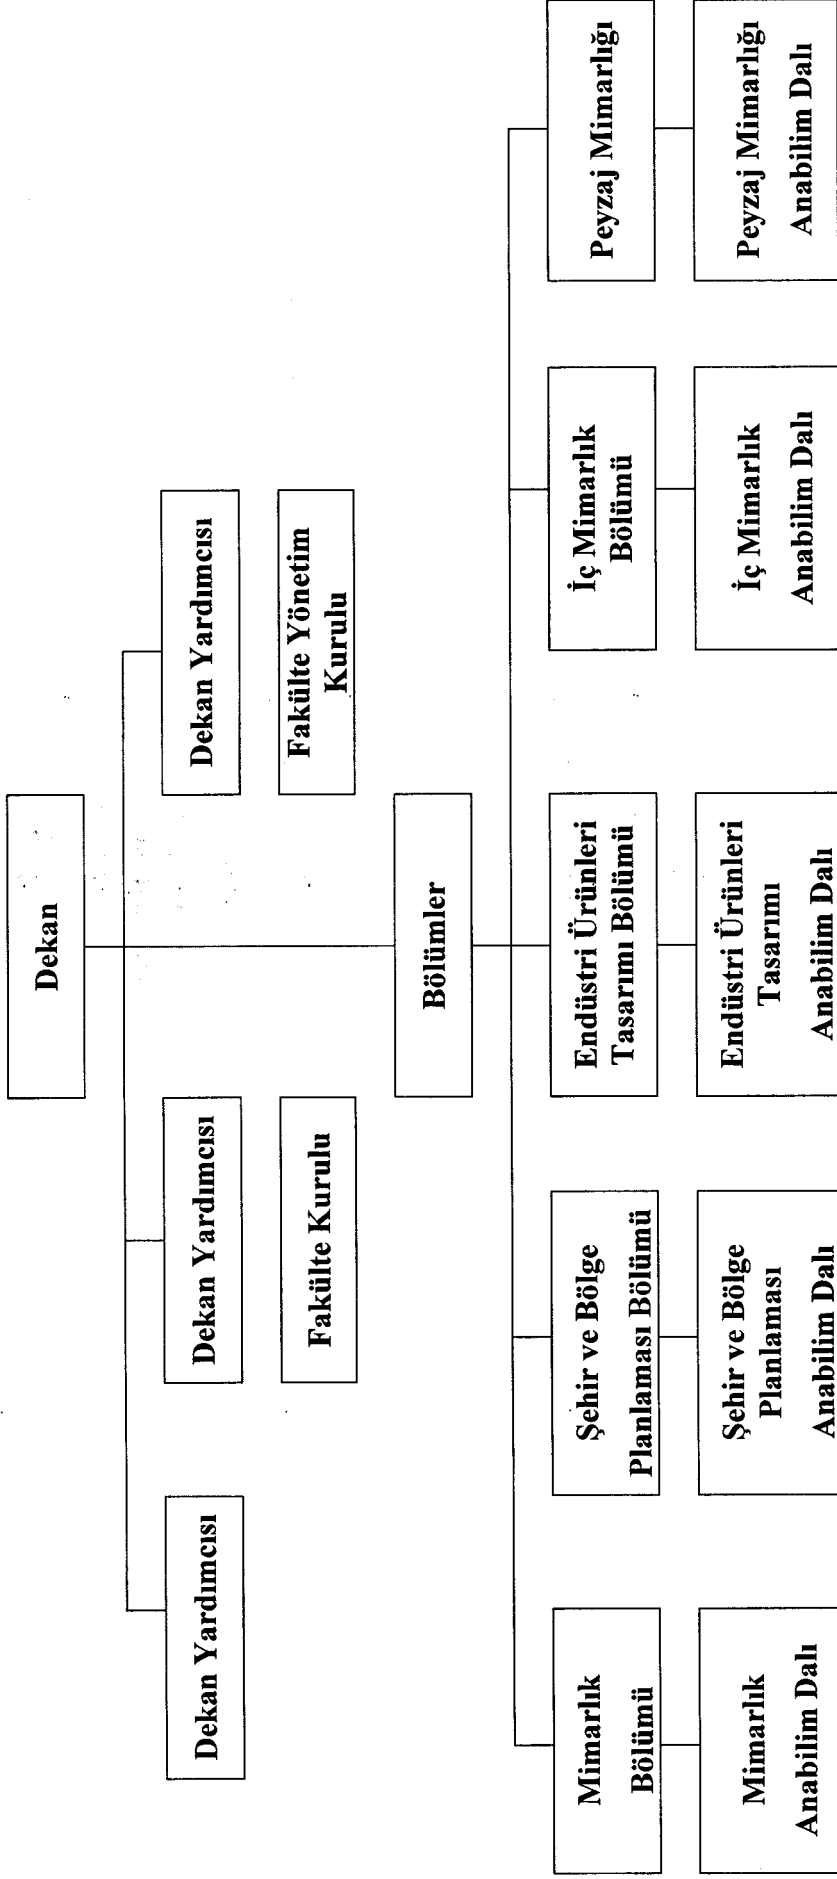 Dekan
Dekan Yardımcısı
Dekan Yardımcısı
Dekan Yardımcısı
Fakülte Kurulu
Fakülte Yönetim
Kurulu
Bölümler
Mimarlık
Bölümü
Şehir ve Bölge
Planlaması Bölümü
Endüstri Ürünleri
Tasarımı Bölümü
İç Mimarlık
Bölümü
Peyzaj Mimarlığı
Mimarlık
Anabilim Dalı
Şehir ve Bölge
Planlaması
Anabilim Dalı
Endüstri Ürünleri
Tasarımı
Anabilim Dalı
İç Mimarlık
Anabilim Dalı
Peyzaj Mimarlığı
Anabilim Dalı